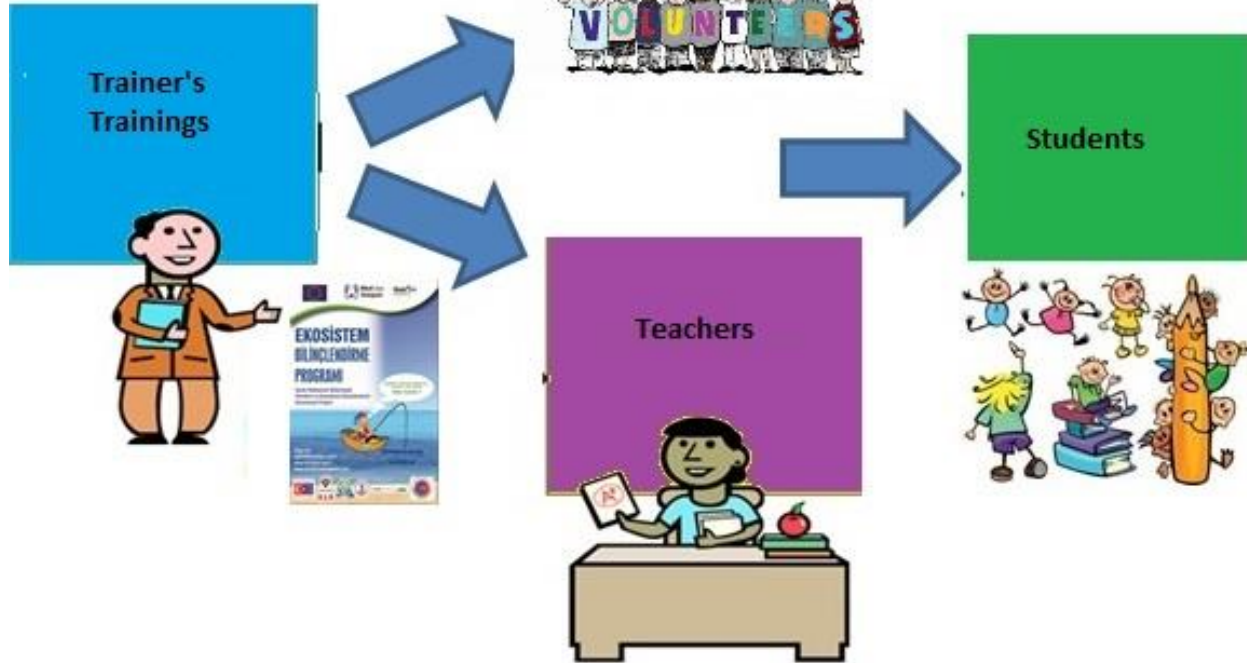 VOLUNTEERS
Trainer's
Trainings
Students
Teachers
EKOSİSTEM
BİLİNÇLENDİRME
PROGRAMI
A+